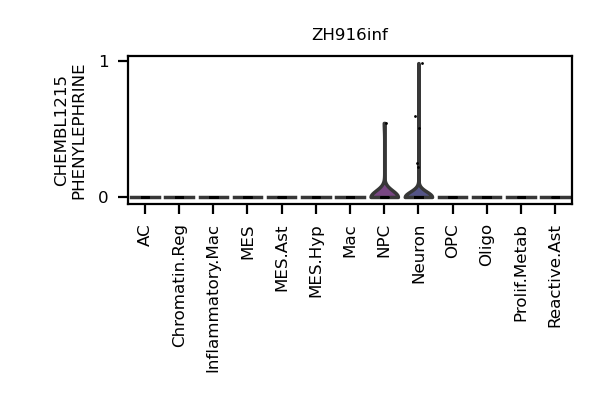 ZH916inf
CHEMBL1215
PHENYLEPHRINE
1
0
AC
Chromatin.Reg
Inflammatory.Mac
MES
MES.Ast
MES.Hyp
Mac
NPC
Neuron
OPC
Oligo
Prolif.Metab
Reactive.Ast